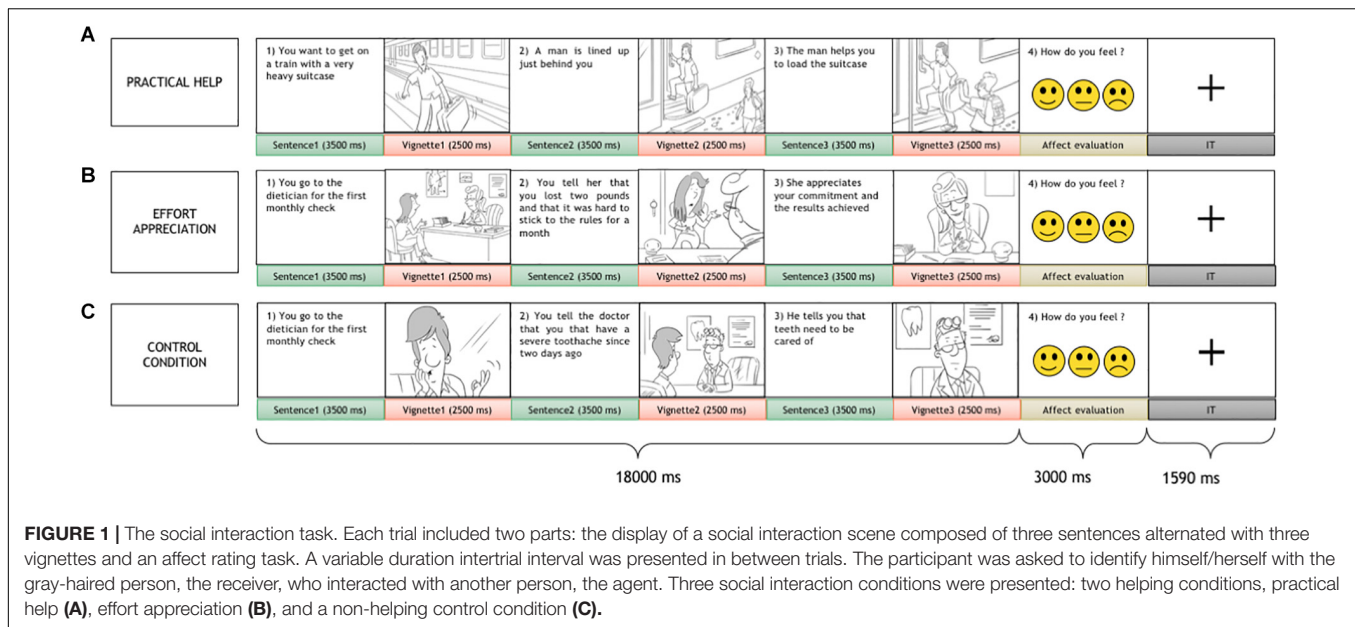 A
PRACTICAL HELP
1) You want to get on
a train with a very
heavy suitcase
2) A man is lined up
just behind you
3) The man helps you
to load the suitcase
4) How do you feel ?
+
Sentence1 (3500 ms)
Vignette1 (2500 ms)
Sentence2 (3500 ms)
Vignette2 (2500 ms)
Sentence3 (3500 ms)
Vignette3 (2500 ms)
Affect evaluation
IT
B
EFFORT
APPRECIATION
1) You go to the
dietician for the first
monthly check
2) You tell her that
you lost two pounds
and that it was hard to
stick to the rules for a
month
3) She appreciates
your commitment and
the results achieved
4) How do you feel ?
+
Sentence1 (3500 ms)
Vignette1 (2500 ms)
Sentence2 (3500 ms)
Vignette2 (2500 ms)
Sentence3 (3500 ms)
Vignette3 (2500 ms)
Affect evaluation
IT
C
CONTROL
CONDITION
1) You go to the
dietician for the first
monthly check
2) You tell the doctor
that you that have a
severe toothache since
two days ago
3) He tells you that
teeth need to be
cared of
4) How do you feel ?
+
Sentence1 (3500 ms)
Vignette1 (2500 ms)
Sentence2 (3500 ms)
Vignette2 (2500 ms)
Sentence3 (3500 ms)
Vignette3 (2500 ms)
Affect evaluation
IT
18000 ms
3000 ms
1590 ms
FIGURE 1 | The social interaction task. Each trial included two parts: the display of a social interaction scene composed of three sentences alternated with three
vignettes and an affect rating task. A variable duration intertrial interval was presented in between trials. The participant was asked to identify himself/herself with the
gray-haired person, the receiver, who interacted with another person, the agent. Three social interaction conditions were presented: two helping conditions, practical
help (A), effort appreciation (B), and a non-helping control condition (C).